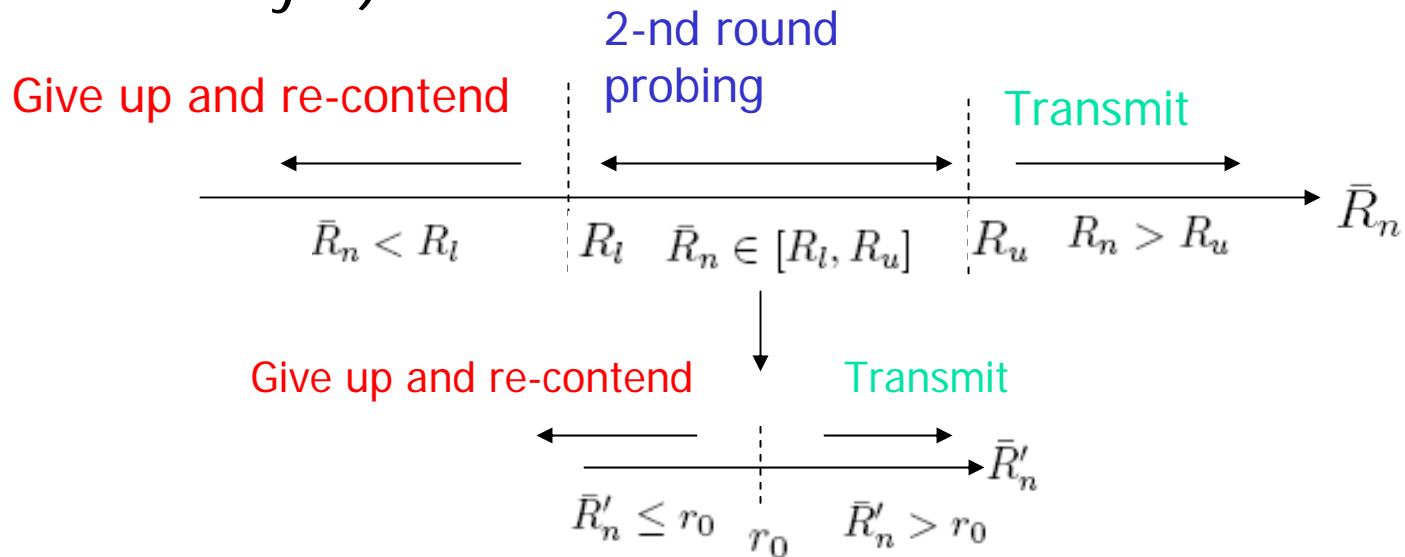 2-nd round
probing
Give up and re-contend
Transmit
R̄ₙ
R̄ₙ < Rₗ
Rₗ
R̄ₙ ∈ [Rₗ, Rᵤ]
Rᵤ
Rₙ > Rᵤ
Give up and re-contend
Transmit
R̄′ₙ
R̄′ₙ ≤ r₀
r₀
R̄′ₙ > r₀